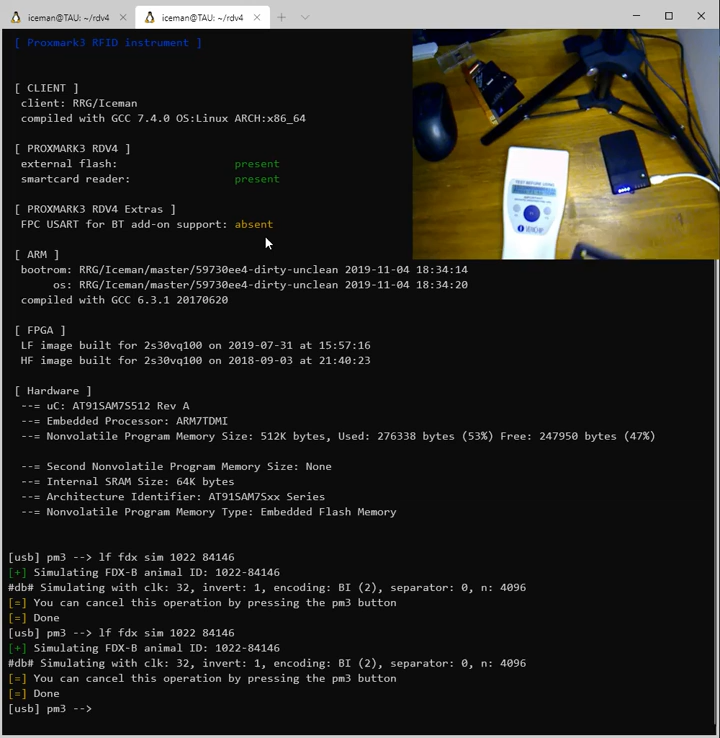 iceman@TAU: ~/rdv4
iceman@TAU: ~/rdv4
[ Proxmark3 RFID instrument ]
[ CLIENT ]
client: RRG/Iceman
compiled with GCC 7.4.0 OS:Linux ARCH:x86_64
[ PROXMARK3 RDV4 ]
external flash: present
smartcard reader: present
[ PROXMARK3 RDV4 Extras ]
FPC USART for BT add-on support: absent
[ ARM ]
bootrom: RRG/Iceman/master/59730ee4-dirty-unclean 2019-11-04 18:34:14
os: RRG/Iceman/master/59730ee4-dirty-unclean 2019-11-04 18:34:20
compiled with GCC 6.3.1 20170620
[ FPGA ]
LF image built for 2s30vq100 on 2019-07-31 at 15:57:16
HF image built for 2s30vq100 on 2018-09-03 at 21:40:23
[ Hardware ]
--= uC: AT91SAM7S512 Rev A
--= Embedded Processor: ARM7TDMI
--= Nonvolatile Program Memory Size: 512K bytes, Used: 276338 bytes (53%) Free: 247950 bytes (47%)
--= Second Nonvolatile Program Memory Size: None
--= Internal SRAM Size: 64K bytes
--= Architecture Identifier: AT91SAM7Sxx Series
--= Nonvolatile Program Memory Type: Embedded Flash Memory
[usb] pm3 --> lf fdx sim 1022 84146
[+] Simulating FDX-B animal ID: 1022-84146
#db# Simulating with clk: 32, invert: 1, encoding: BI (2), separator: 0, n: 4096
[=] You can cancel this operation by pressing the pm3 button
[=] Done
[usb] pm3 --> lf fdx sim 1022 84146
[+] Simulating FDX-B animal ID: 1022-84146
#db# Simulating with clk: 32, invert: 1, encoding: BI (2), separator: 0, n: 4096
[=] You can cancel this operation by pressing the pm3 button
[=] Done
[usb] pm3 -->
TEST BEFORE USING